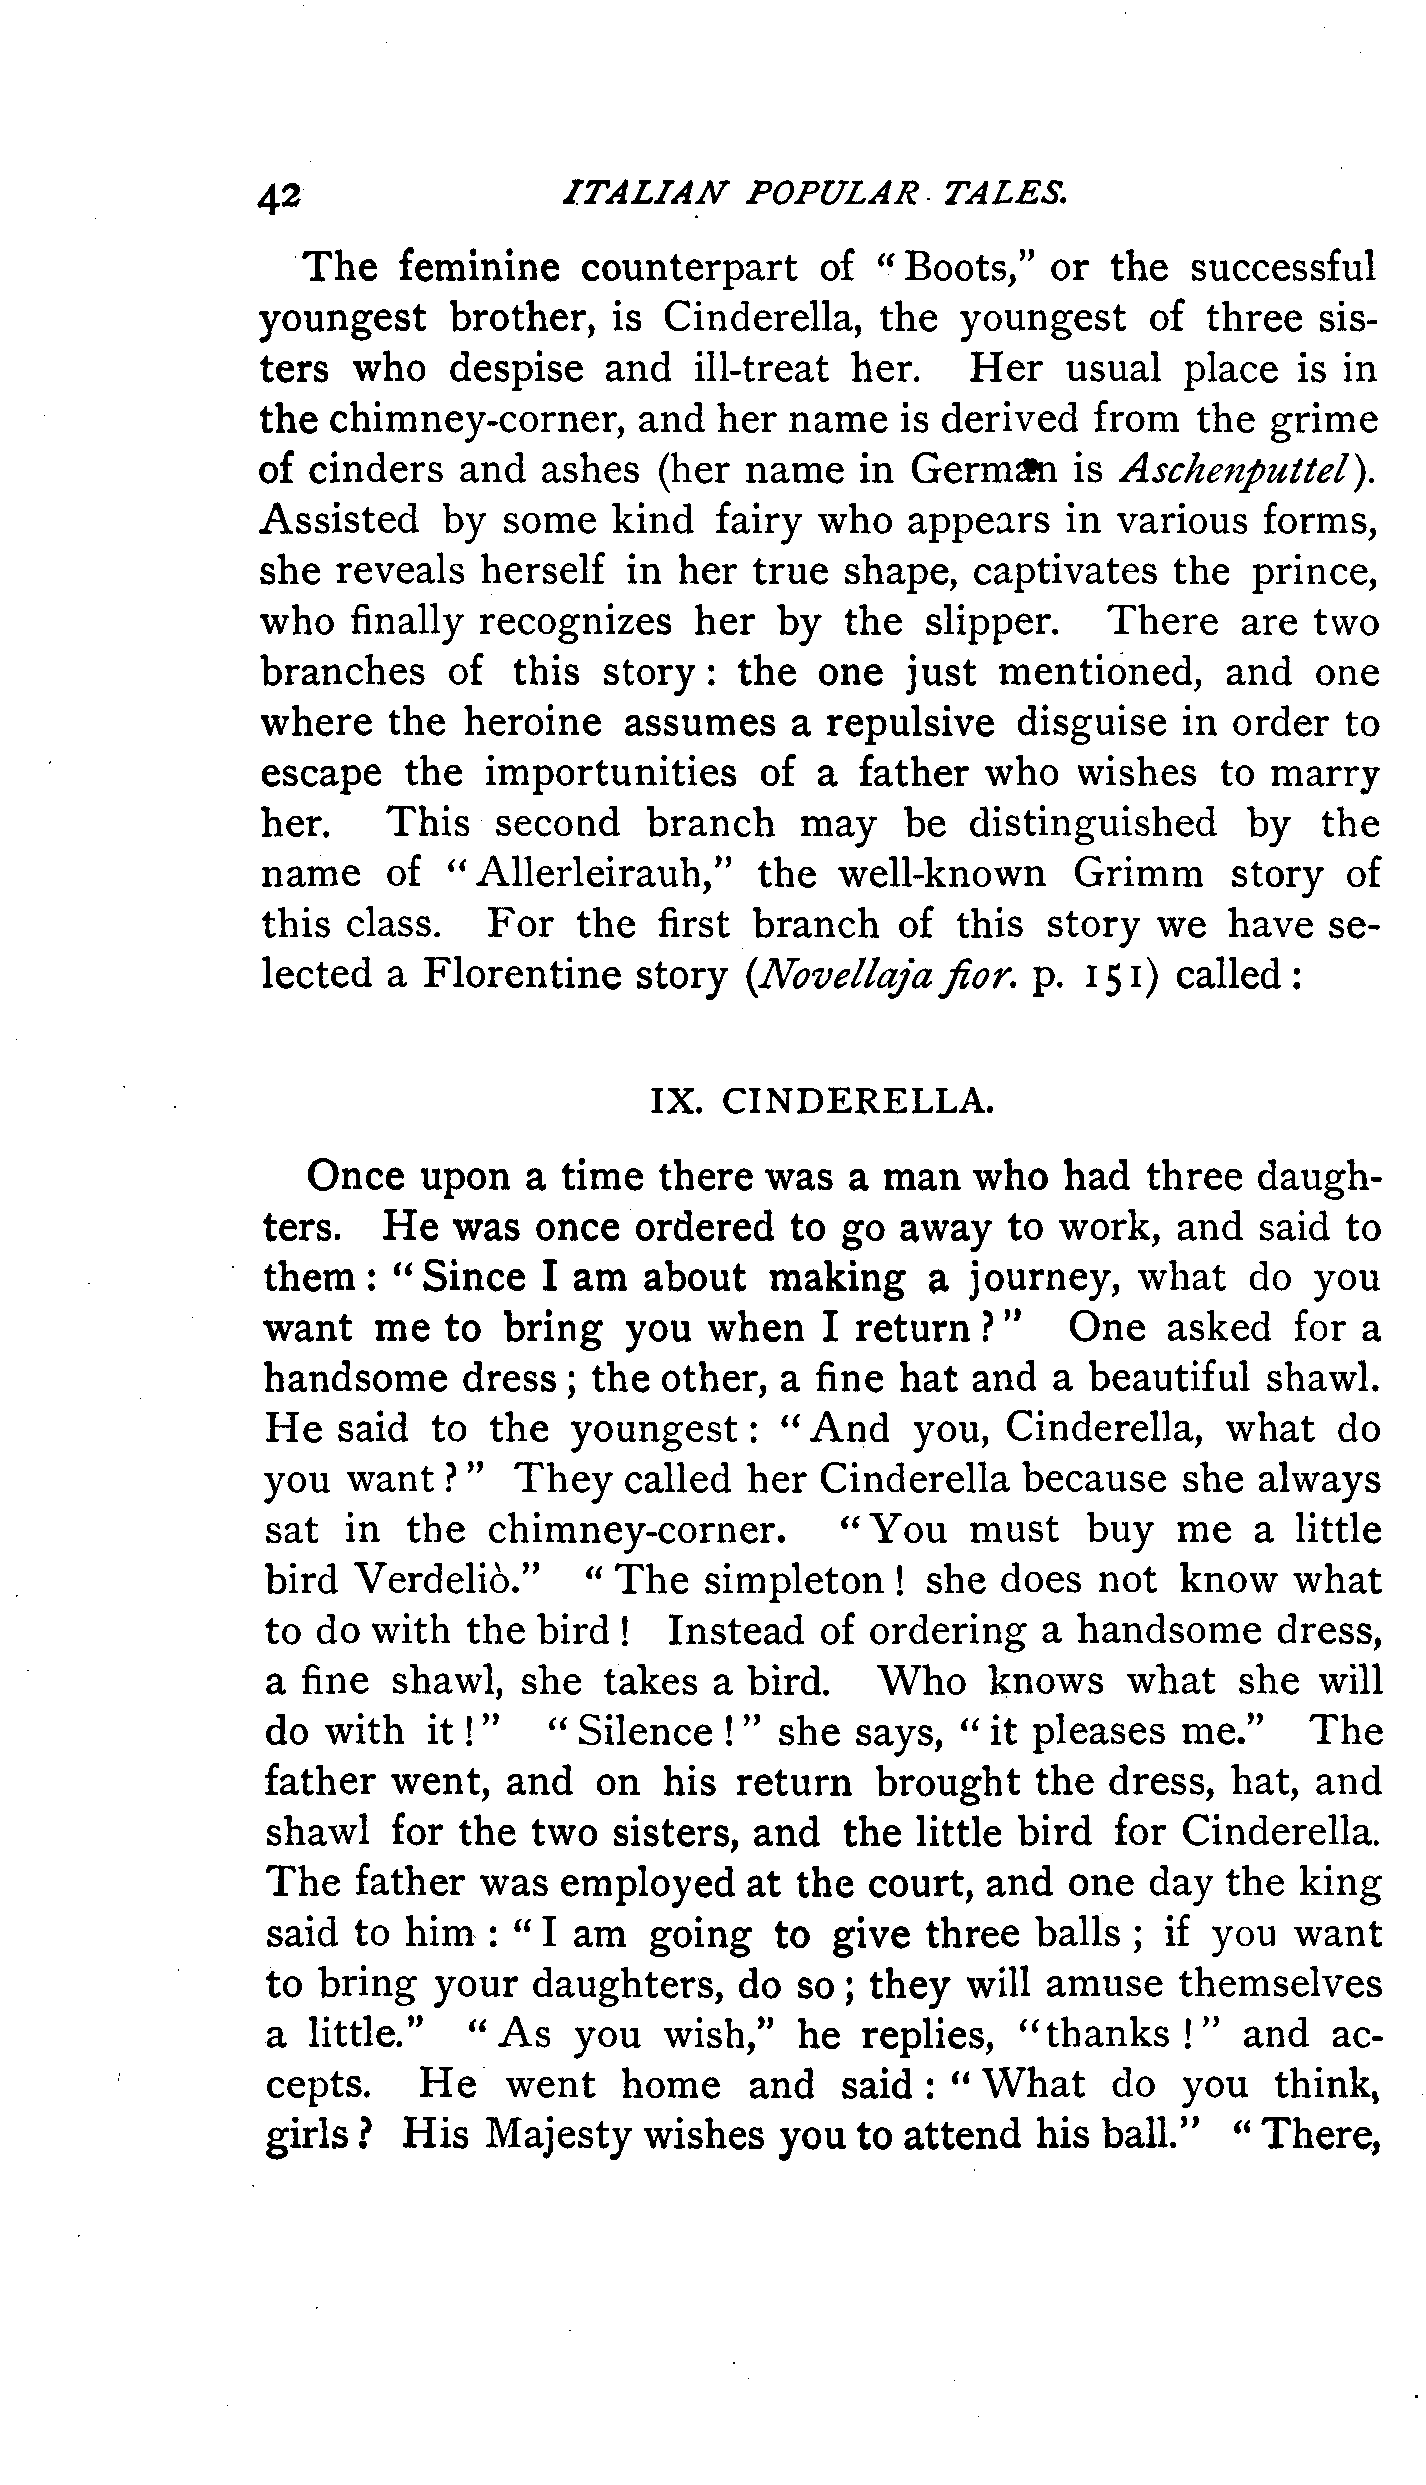 42 ITALIAN POPULAR TALES.
The feminine counterpart of “Boots,” or the successful
youngest brother, is Cinderella, the youngest of three sis-
ters who despise and ill-treat her. Her usual place is in
the chimney-corner, and her name is derived from the grime
of cinders and ashes (her name in German is Aschenputtel).
Assisted by some kind fairy who appears in various forms,
she reveals herself in her true shape, captivates the prince,
who finally recognizes her by the slipper. There are two
branches of this story: the one just mentioned, and one
where the heroine assumes a repulsive disguise in order to
escape the importunities of a father who wishes to marry
her. This second branch may be distinguished by the
name of “Allerleirauh,” the well-known Grimm story of
this class. For the first branch of this story we have se-
lected a Florentine story (Novellaja fior. p. 151) called:
IX. CINDERELLA.
Once upon a time there was a man who had three daugh-
ters. He was once ordered to go away to work, and said to
them: “Since I am about making a journey, what do you
want me to bring you when I return?” One asked for a
handsome dress; the other, a fine hat and a beautiful shawl.
He said to the youngest: “And you, Cinderella, what do
you want?” They called her Cinderella because she always
sat in the chimney-corner. “You must buy me a little
bird Verdeliò.” “The simpleton! she does not know what
to do with the bird! Instead of ordering a handsome dress,
a fine shawl, she takes a bird. Who knows what she will
do with it!” “Silence!” she says, “it pleases me.” The
father went, and on his return brought the dress, hat, and
shawl for the two sisters, and the little bird for Cinderella.
The father was employed at the court, and one day the king
said to him: “I am going to give three balls; if you want
to bring your daughters, do so; they will amuse themselves
a little.” “As you wish,” he replies, “thanks!” and ac-
cepts. He went home and said: “What do you think,
girls? His Majesty wishes you to attend his ball.” “There,